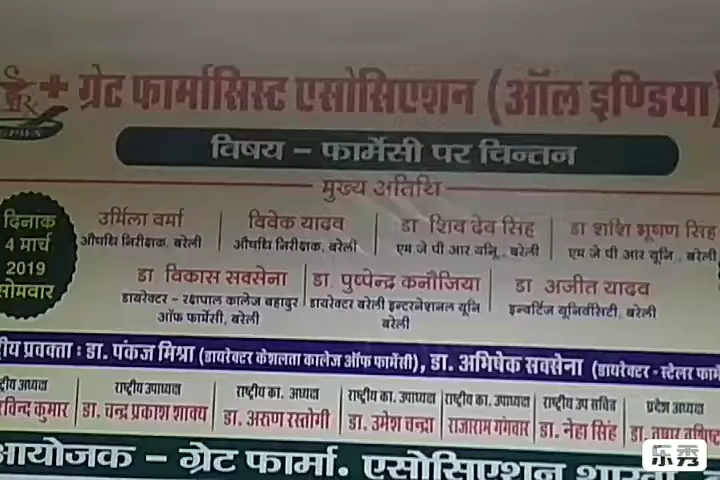 ग्रेट फार्मासिस्ट एसोसिएशन (ऑल इण्डिया)
विषय – फार्मेसी पर चिन्तन
मुख्य अतिथि
दिनाक
4 मार्च
2019
सोमवार
उर्मिला वर्मा
औषधि निरीक्षक, बरेली
विवेक यादव
औषधि निरीक्षक, बरेली
डा शिव देव सिंह
एम जे पी आर यूनि., बरेली
डा शशि भूषण सिंह
एम जे पी आर यूनि., बरेली
डा विकास सक्सेना
डायरेक्टर – रक्षपाल कालेज बहादुर
ऑफ फार्मेसी, बरेली
डा पुष्पेन्द्र कनौजिया
डायरेक्टर बरेली इन्टरनेशनल यूनि
बरेली
डा अजीत यादव
इन्वर्टिज यूनिर्वसिटी, बरेली
ीय प्रवक्ता : डा. पंकज मिश्रा (डायरेक्टर केशलता कालेज ऑफ फार्मेसी), डा. अभिषेक सक्सेना (डायरेक्टर - स्टेलर फार्मे
ट्रीय अध्यक्ष
रविन्द कुमार
राष्ट्रीय उपाध्यक्ष
डा. चन्द्र प्रकाश शाक्य
राष्ट्रीय का. अध्यक्ष
डा. अरुण रस्तोगी
राष्ट्रीय का. उपाध्यक्ष
डा. उमेश चन्द्रा
राष्ट्रीय का. उपाध्यक्ष
राजाराम गंगवार
राष्ट्रीय उप सचिव
डा. नेहा सिंह
प्रदेश अध्यक्ष
डा.
आयोजक – ग्रेट फार्मा. एसोसिएशन शाखा
乐秀